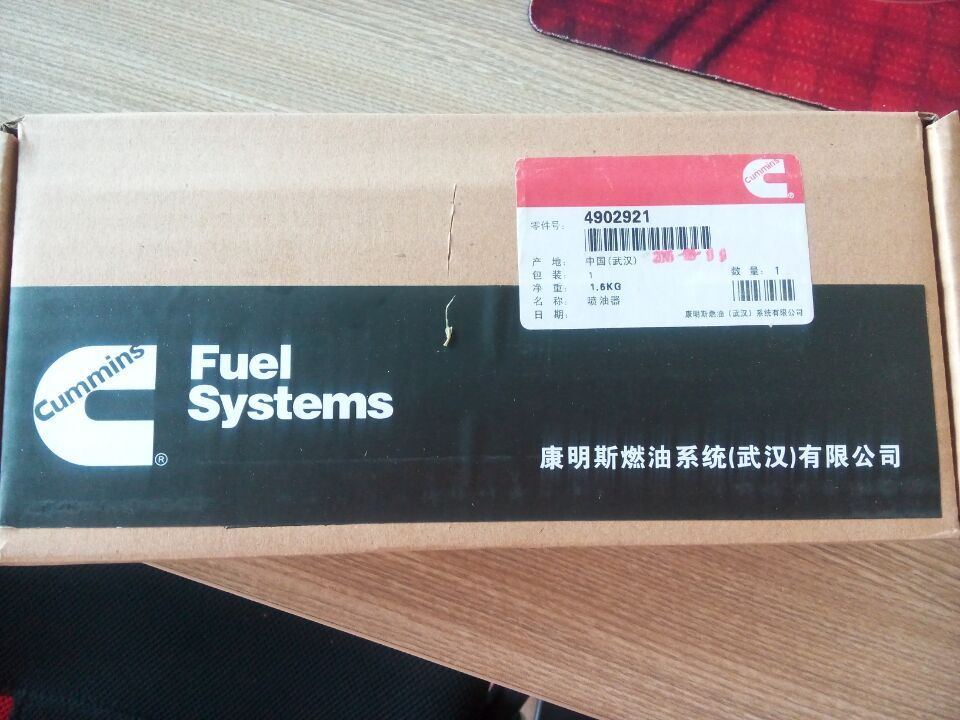 Cummins
®
零件号: 4902921
产 地: 中国(武汉)
包 装: 1
数 量: 1
净 重: 1.6KG
名 称: 喷油器
日 期:
康明斯燃油(武汉)系统有限公司
Cummins
®
Fuel
Systems
康明斯燃油系统(武汉)有限公司